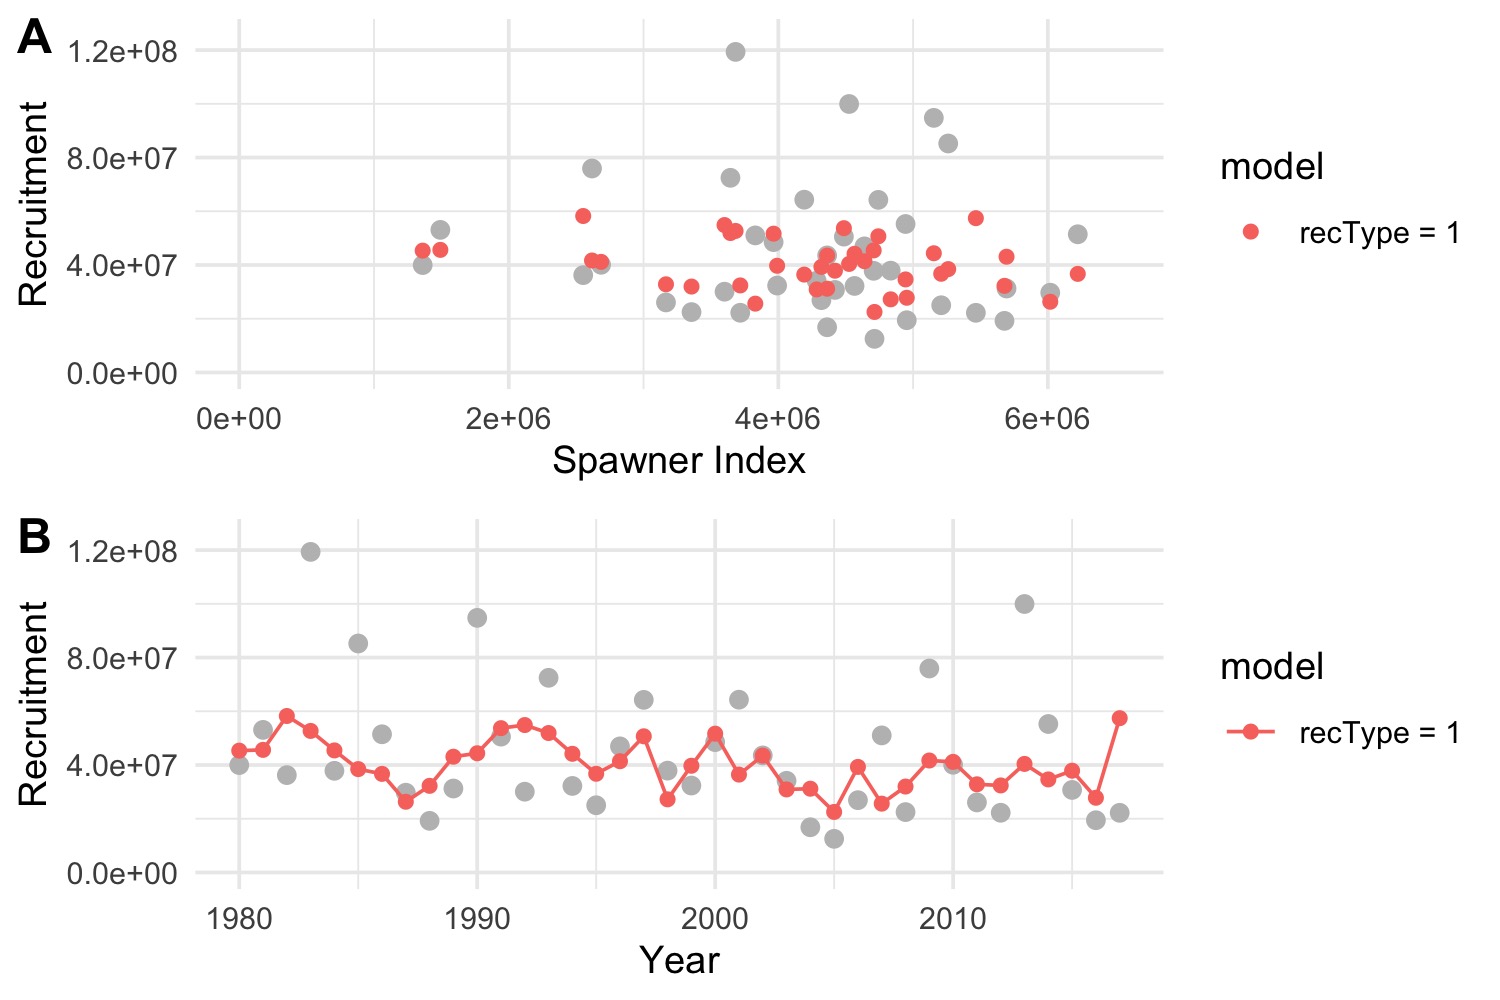 A
Recruitment
1.2e+08
8.0e+07
4.0e+07
0.0e+00
0e+00 2e+06 4e+06 6e+06
Spawner Index
model
recType = 1
B
Recruitment
1.2e+08
8.0e+07
4.0e+07
0.0e+00
1980 1990 2000 2010
Year
model
recType = 1